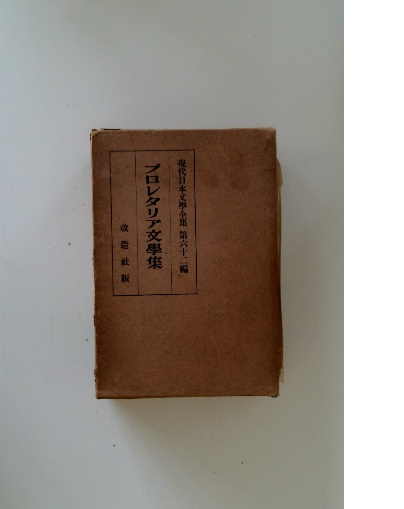 現代日本文學全集 第六十二編
プロレタリア文學集
改造社版